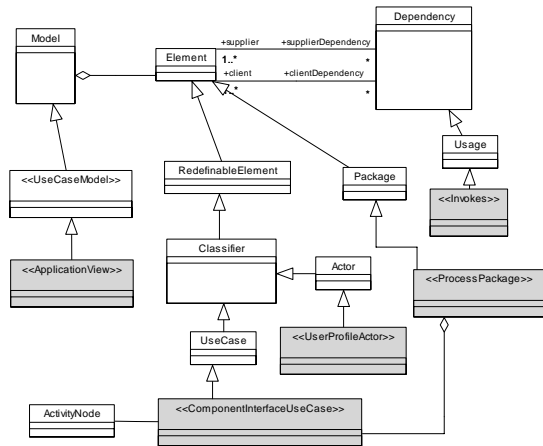 Dependency
Model
+supplier
+supplierDependency
Element
1..*
*
+client
+clientDependency
1..*
*
Usage
RedefinableElement
Package
<<UseCaseModel>>
<<Invokes>>
Classifier
<<ApplicationView>>
Actor
<<ProcessPackage>>
UseCase
<<UserProfileActor>>
<<ComponentInterfaceUseCase>>
ActivityNode